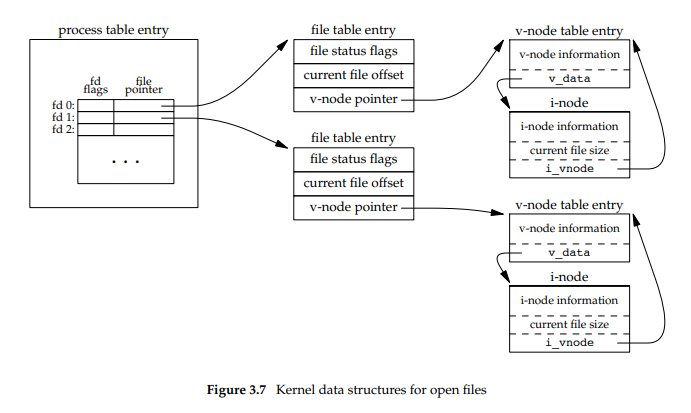 process table entry
fd flags
file pointer
fd 0:
fd 1:
fd 2:
. . .
file table entry
file status flags
current file offset
v-node pointer
file table entry
file status flags
current file offset
v-node pointer
v-node table entry
v-node information
v_data
i-node
i-node information
current file size
i_vnode
v-node table entry
v-node information
v_data
i-node
i-node information
current file size
i_vnode
Figure 3.7 Kernel data structures for open files